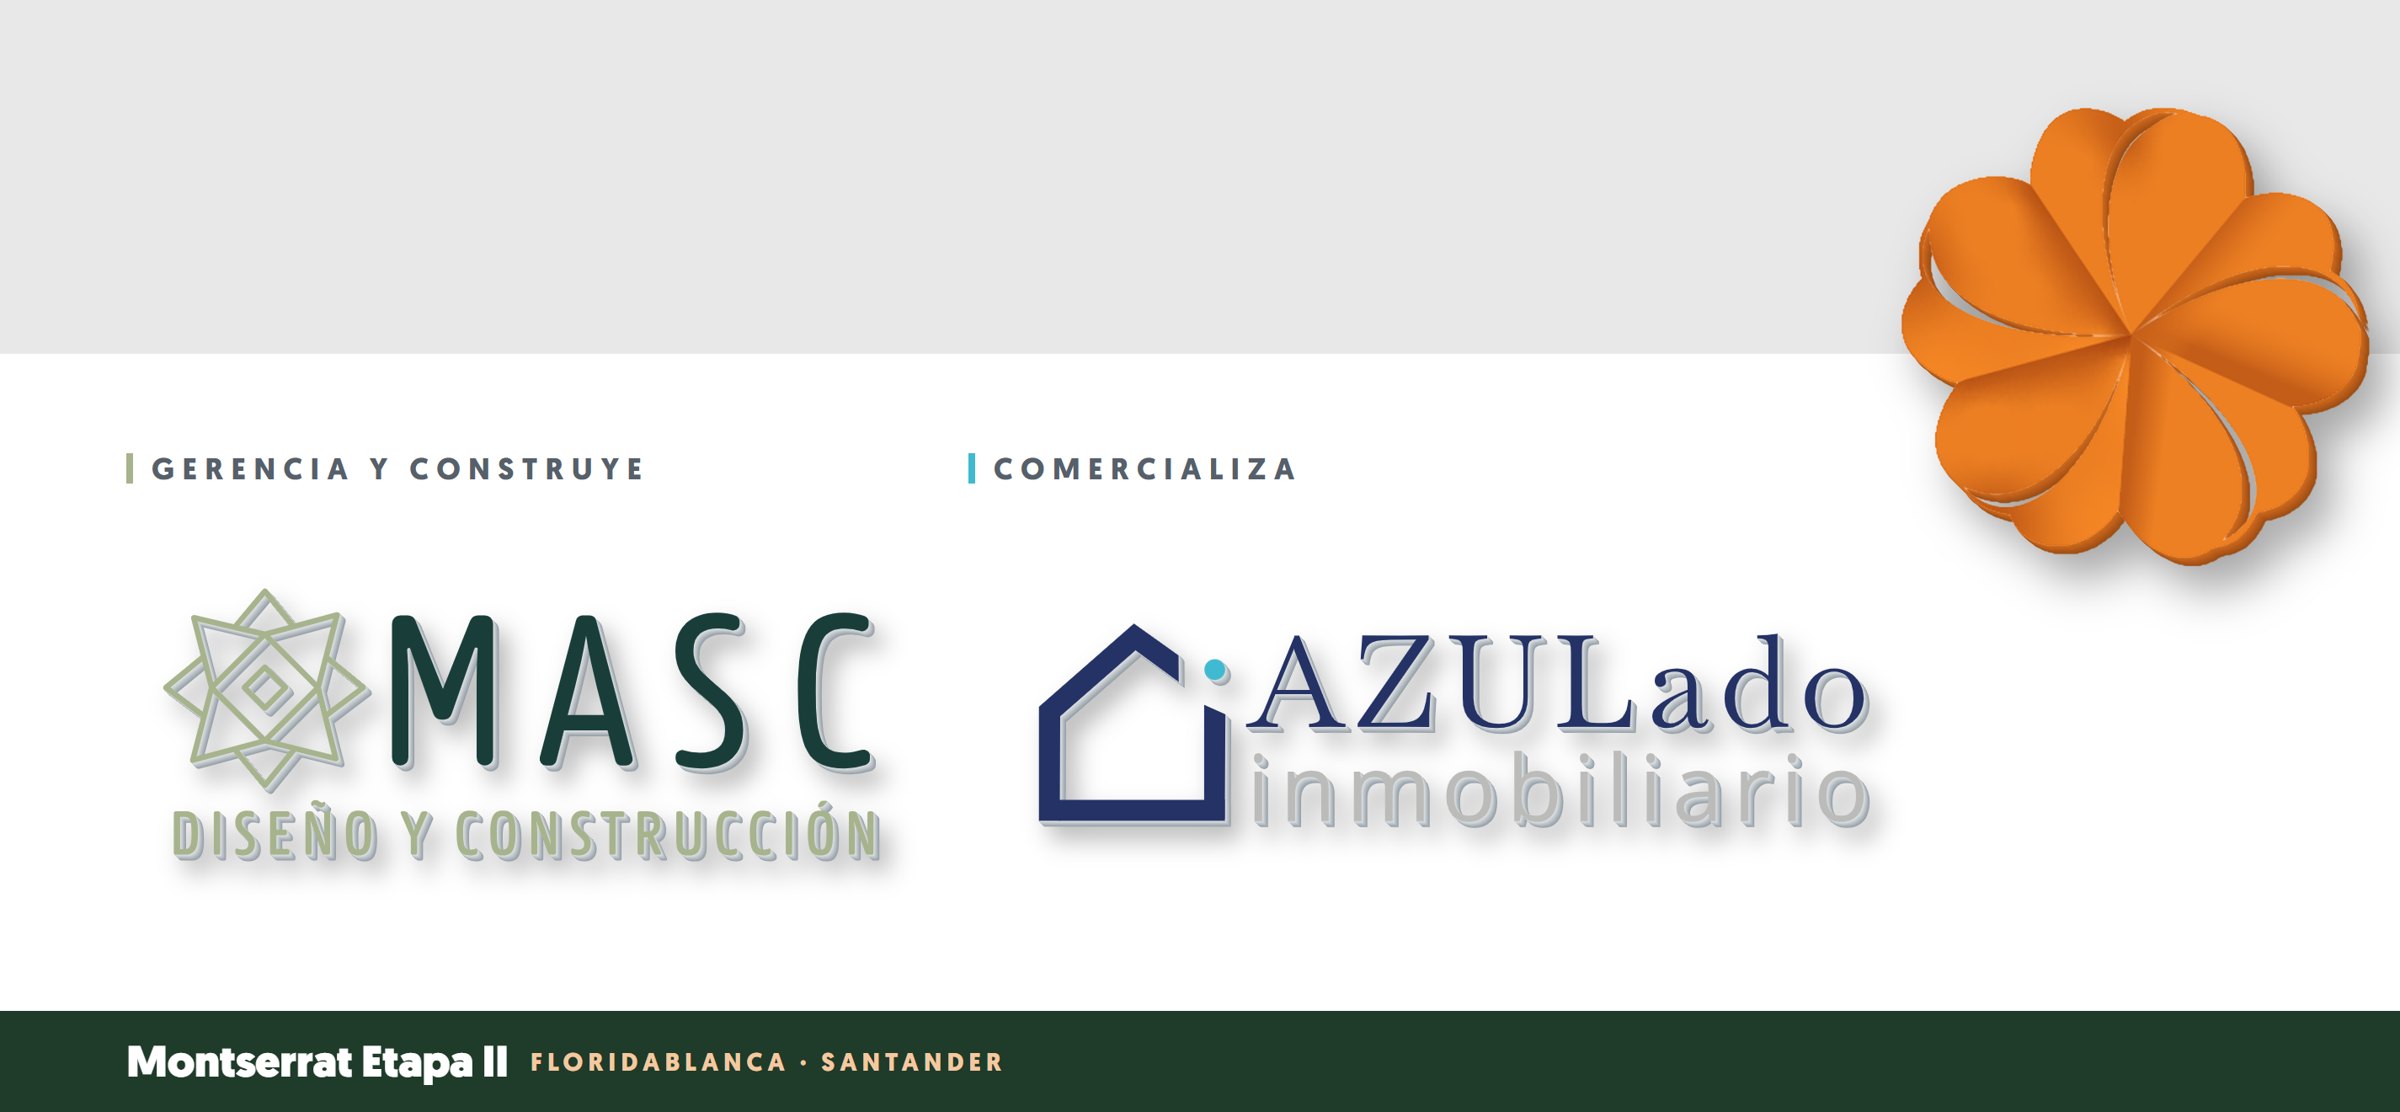 GERENCIA Y CONSTRUYE
COMERCIALIZA
MASC
DISEÑO Y CONSTRUCCIÓN
AZULado
inmobiliario
Montserrat Etapa II FLORIDABLANCA · SANTANDER